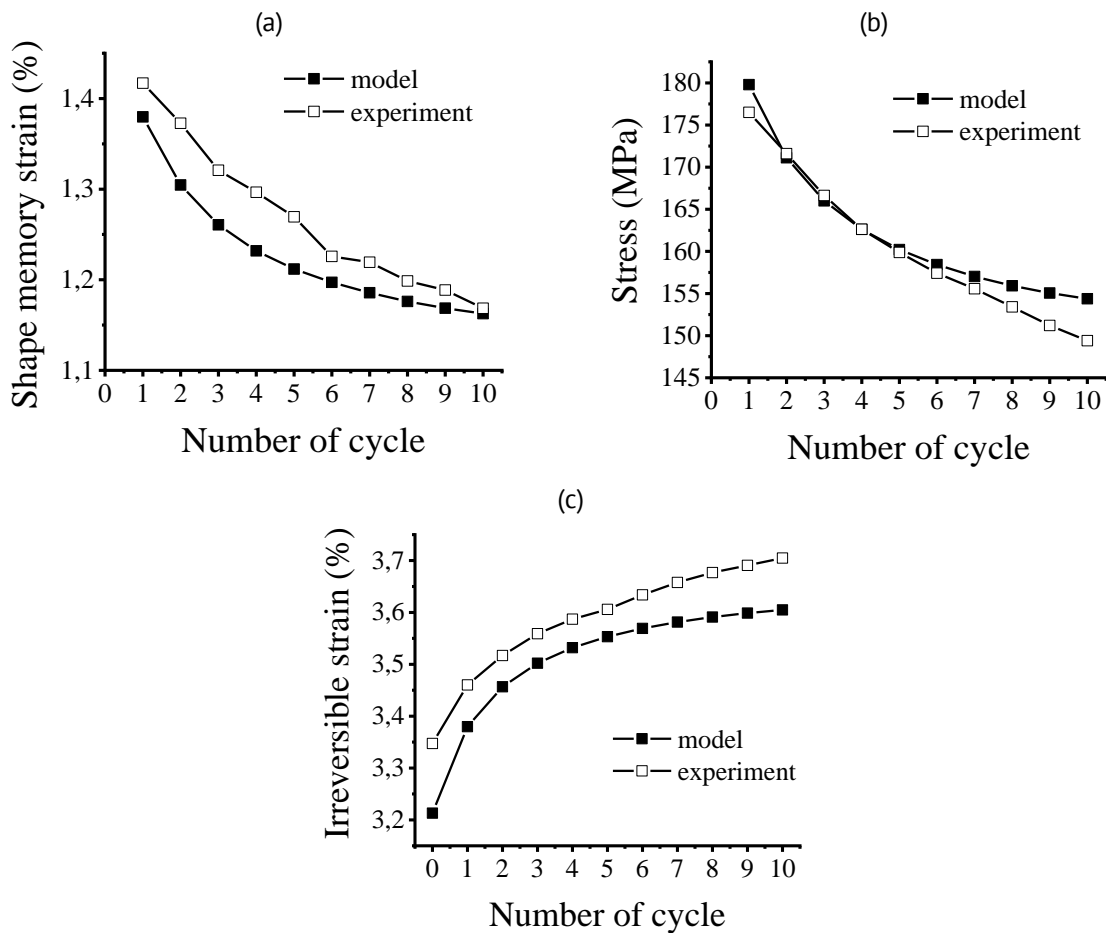 (a)
Shape memory strain (%)
1,4
1,3
1,2
1,1
model
experiment
0 1 2 3 4 5 6 7 8 9 10
Number of cycle
(b)
Stress (MPa)
180
175
170
165
160
155
150
145
model
experiment
0 1 2 3 4 5 6 7 8 9 10
Number of cycle
(c)
Irreversible strain (%)
3,7
3,6
3,5
3,4
3,3
3,2
model
experiment
0 1 2 3 4 5 6 7 8 9 10
Number of cycle